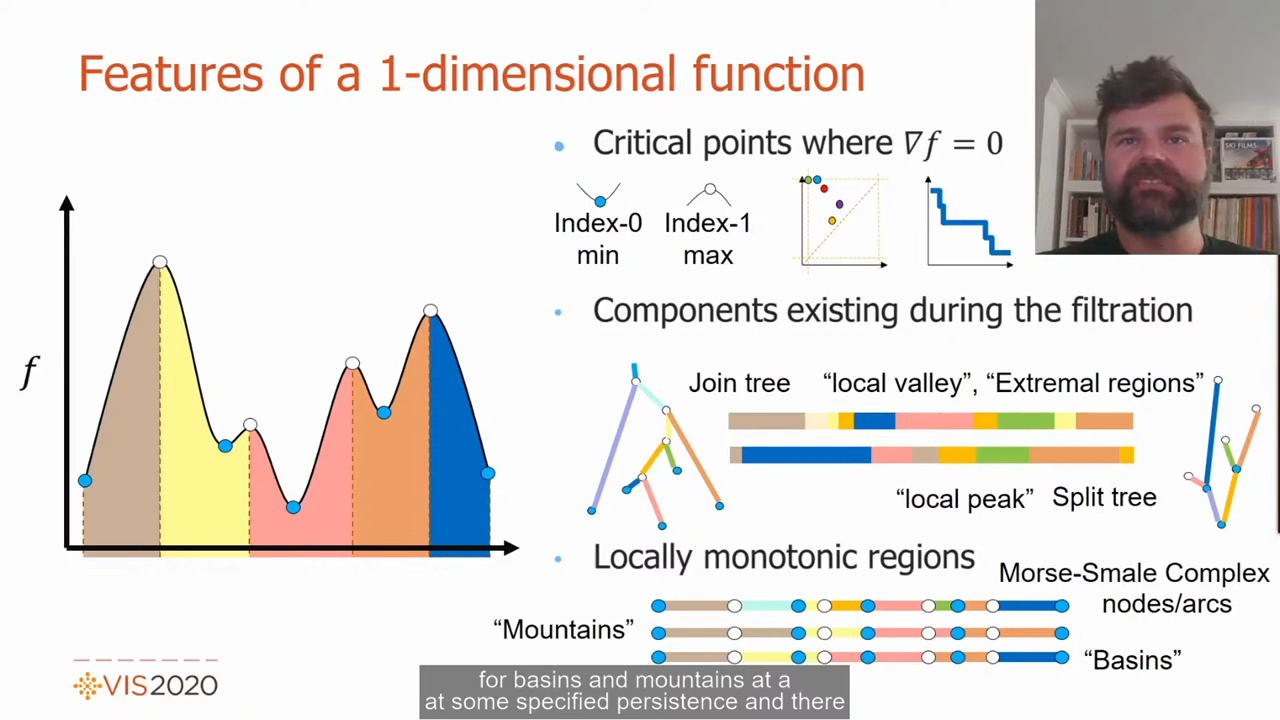 Features of a 1-dimensional function
SKI FILMS
Critical points where ∇f = 0
Index-0
min
Index-1
max
f
Components existing during the filtration
Join tree
“local valley”, “Extremal regions”
“local peak”
Split tree
Locally monotonic regions
Morse-Smale Complex
nodes/arcs
“Mountains”
“Basins”
VIS2020
for basins and mountains at a
at some specified persistence and there